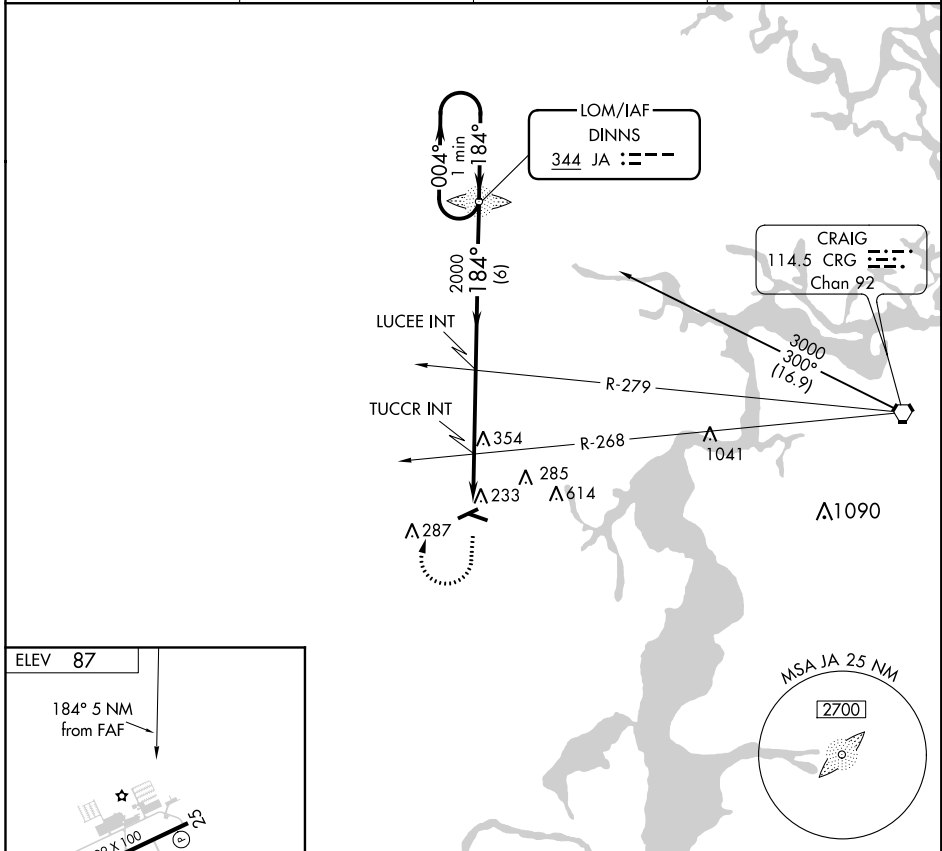 LOM/IAF
DINNS
344 JA
004°
1 min
184°
2000
184°
(6)
CRAIG
114.5 CRG
Chan 92
LUCEE INT
3000
300°
(16.9)
R-279
TUCCR INT
354
R-268
1041
285
233
614
287
1090
ELEV 87
184° 5 NM
from FAF
25
X 100
P
MSA JA 25 NM
2700